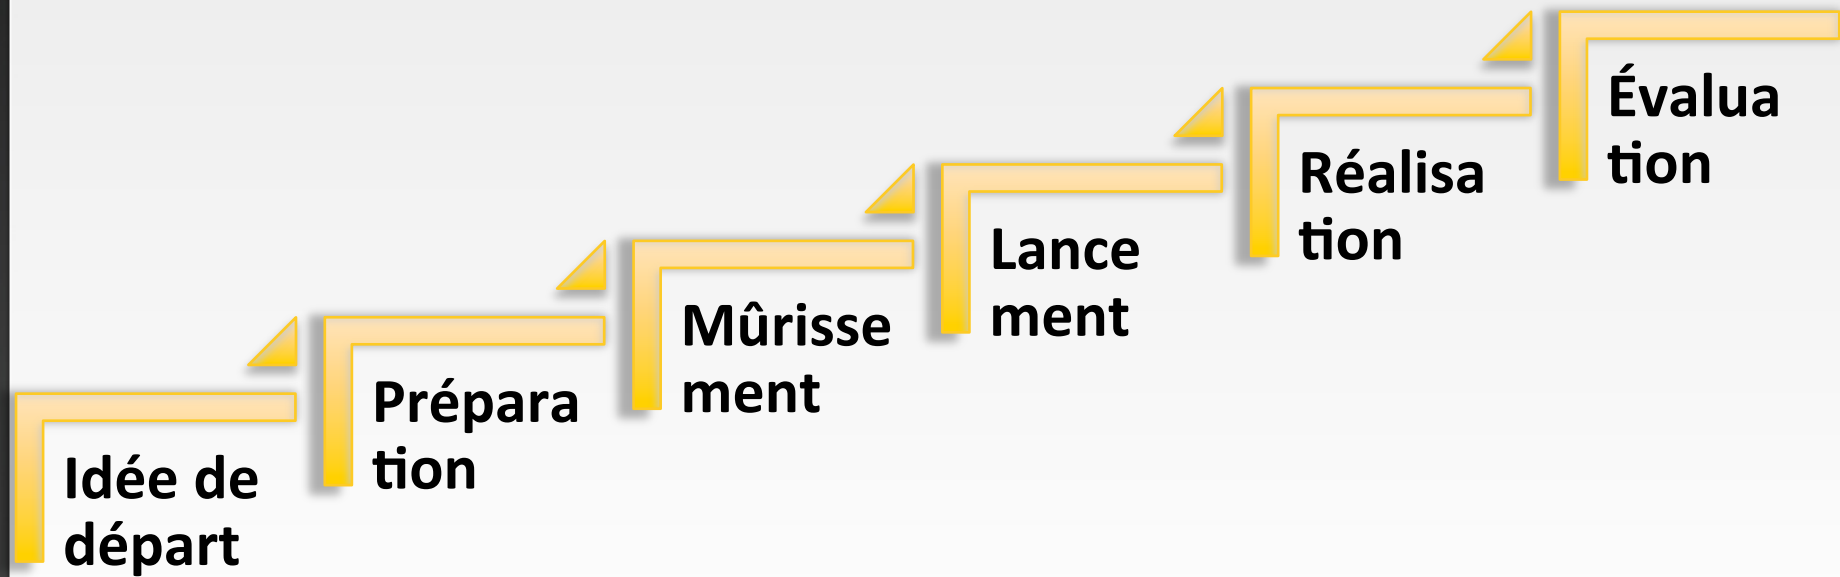 Idée de
départ
Prépara
tion
Mûrisse
ment
Lance
ment
Réalisa
tion
Évalua
tion